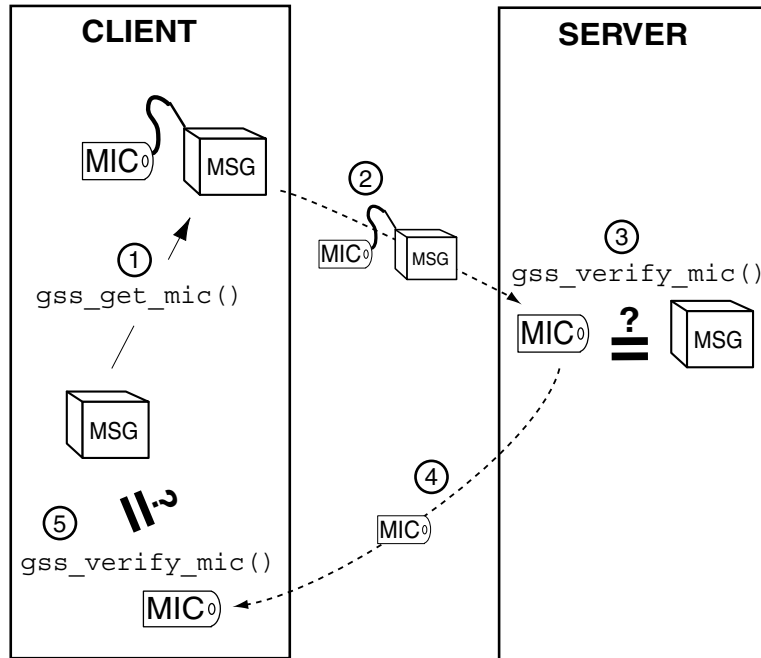 CLIENT
SERVER
MIC
MSG
2
MIC
MSG
1
gss_get_mic()
3
gss_verify_mic()
MIC
?
MSG
MSG
4
MIC
?
5
gss_verify_mic()
MIC